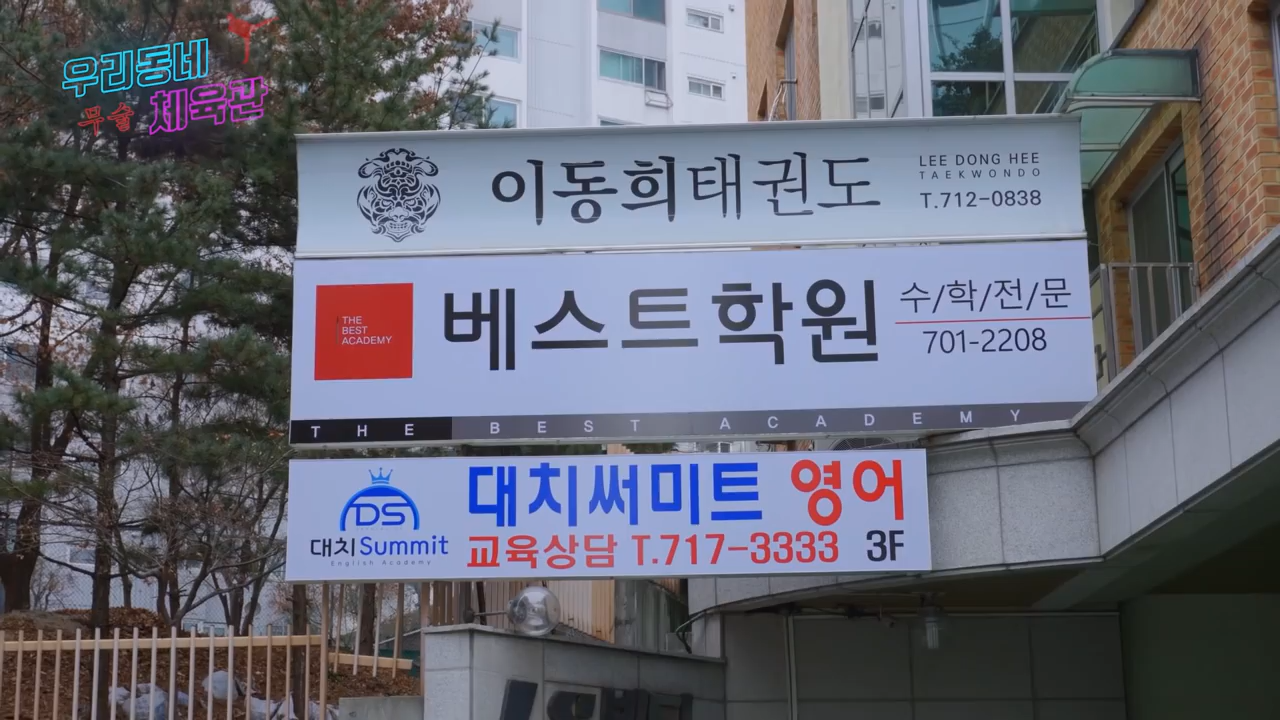 우리동네
무술 체육관
이동희태권도
LEE DONG HEE
TAEKWONDO
T.712-0838
THE
BEST
ACADEMY
베스트학원
수/학/전/문
701-2208
THE BEST ACADEMY
DS
대치Summit
English Academy
대치써미트 영어
교육상담 T.717-3333 3F